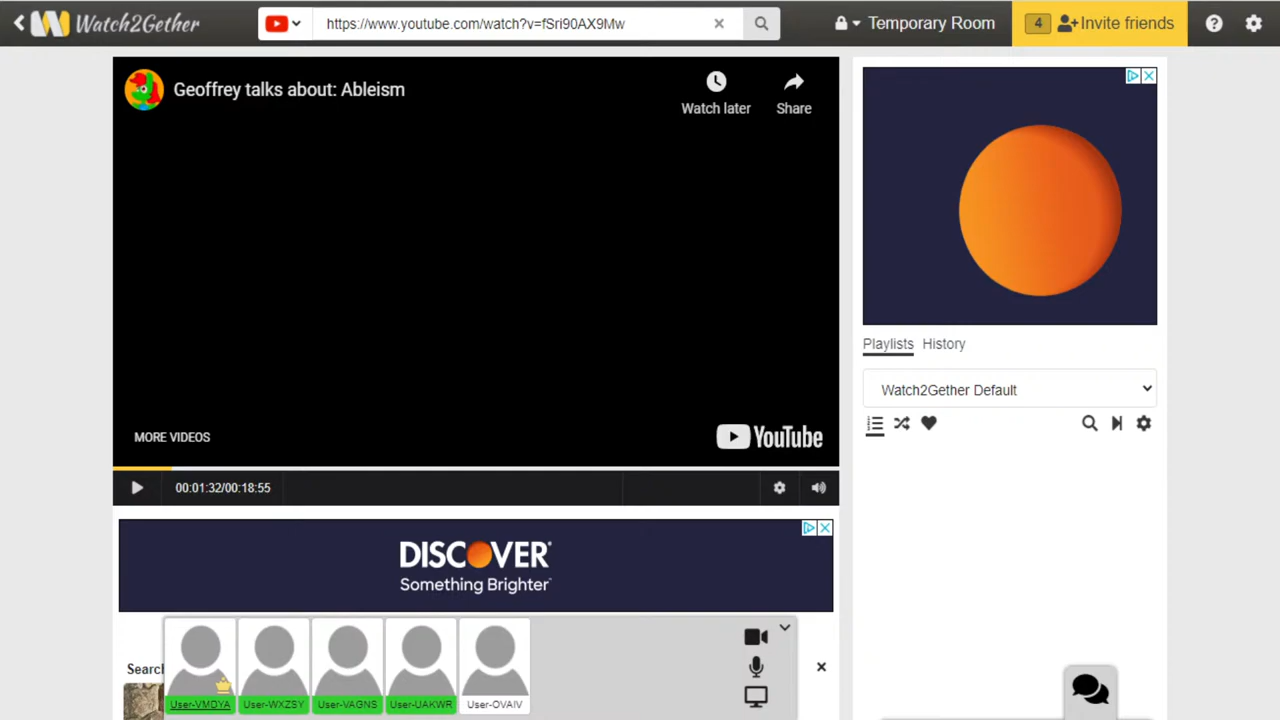 Watch2Gether
https://www.youtube.com/watch?v=fSri90AX9Mw
Temporary Room
4
Invite friends
Geoffrey talks about: Ableism
Watch later
Share
MORE VIDEOS
YouTube
00:01:32/00:18:55
Playlists
History
Watch2Gether Default
DISCOVER
Something Brighter
Searc
User-VMDYA
User-WXZSY
User-VAGNS
User-UAKWR
User-OVAIV